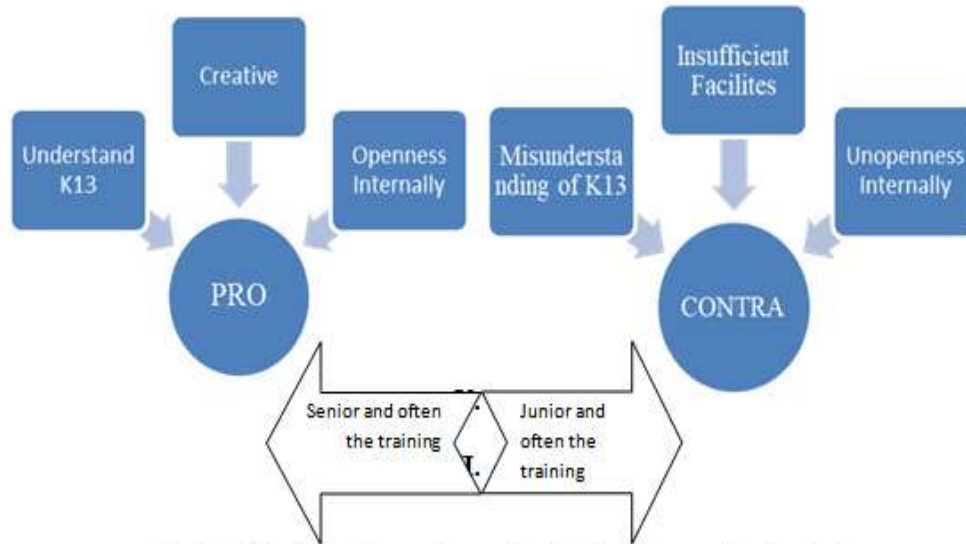 Creative
Understand
K13
Openness
Internally
PRO
Insufficient
Facilites
Misundersta
nding of K13
Unopenness
Internally
CONTRA
Senior and often
the training
Junior and
often the
training